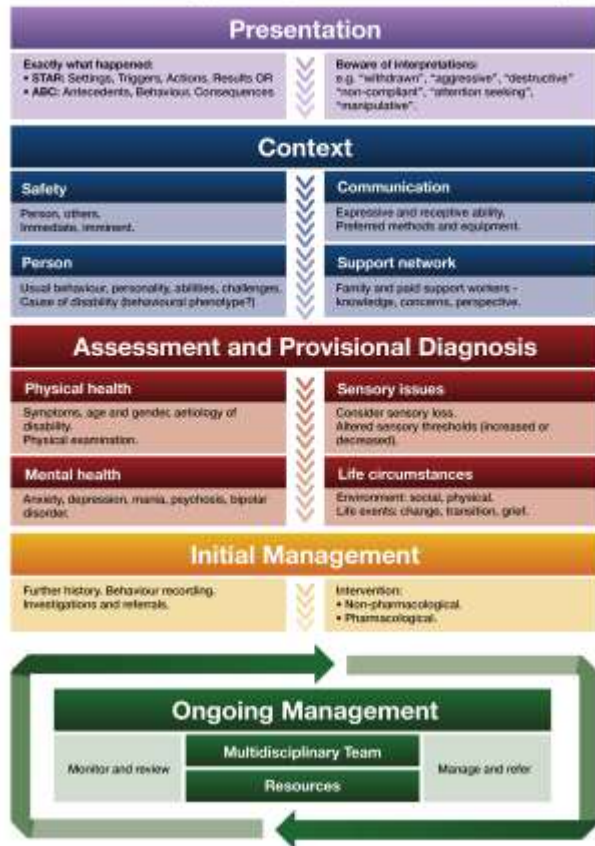 Presentation
Exactly what happened:
• STAR: Settings, Triggers, Actions, Results OR
• ABC: Antecedents, Behaviour, Consequences
Beware of interpretations:
e.g. “withdrawn”, “aggressive”, “destructive”
“non-compliant”, “attention seeking”,
“manipulative”.
Context
Safety
Person, others.
Immediate, imminent.
Communication
Expressive and receptive ability.
Preferred methods and equipment.
Person
Usual behaviour, personality, abilities, challenges.
Cause of disability (behavioural phenotype?)
Support network
Family and paid support workers -
knowledge, concerns, perspective.
Assessment and Provisional Diagnosis
Physical health
Symptoms, age and gender, aetiology of
disability.
Physical examination.
Sensory issues
Consider sensory loss.
Altered sensory thresholds (increased or
decreased).
Mental health
Anxiety, depression, mania, psychosis, bipolar
disorder.
Life circumstances
Environment: social, physical.
Life events: change, transition, grief.
Initial Management
Further history. Behaviour recording.
Investigations and referrals.
Intervention:
• Non-pharmacological.
• Pharmacological.
Ongoing Management
Monitor and review
Multidisciplinary Team
Resources
Manage and refer